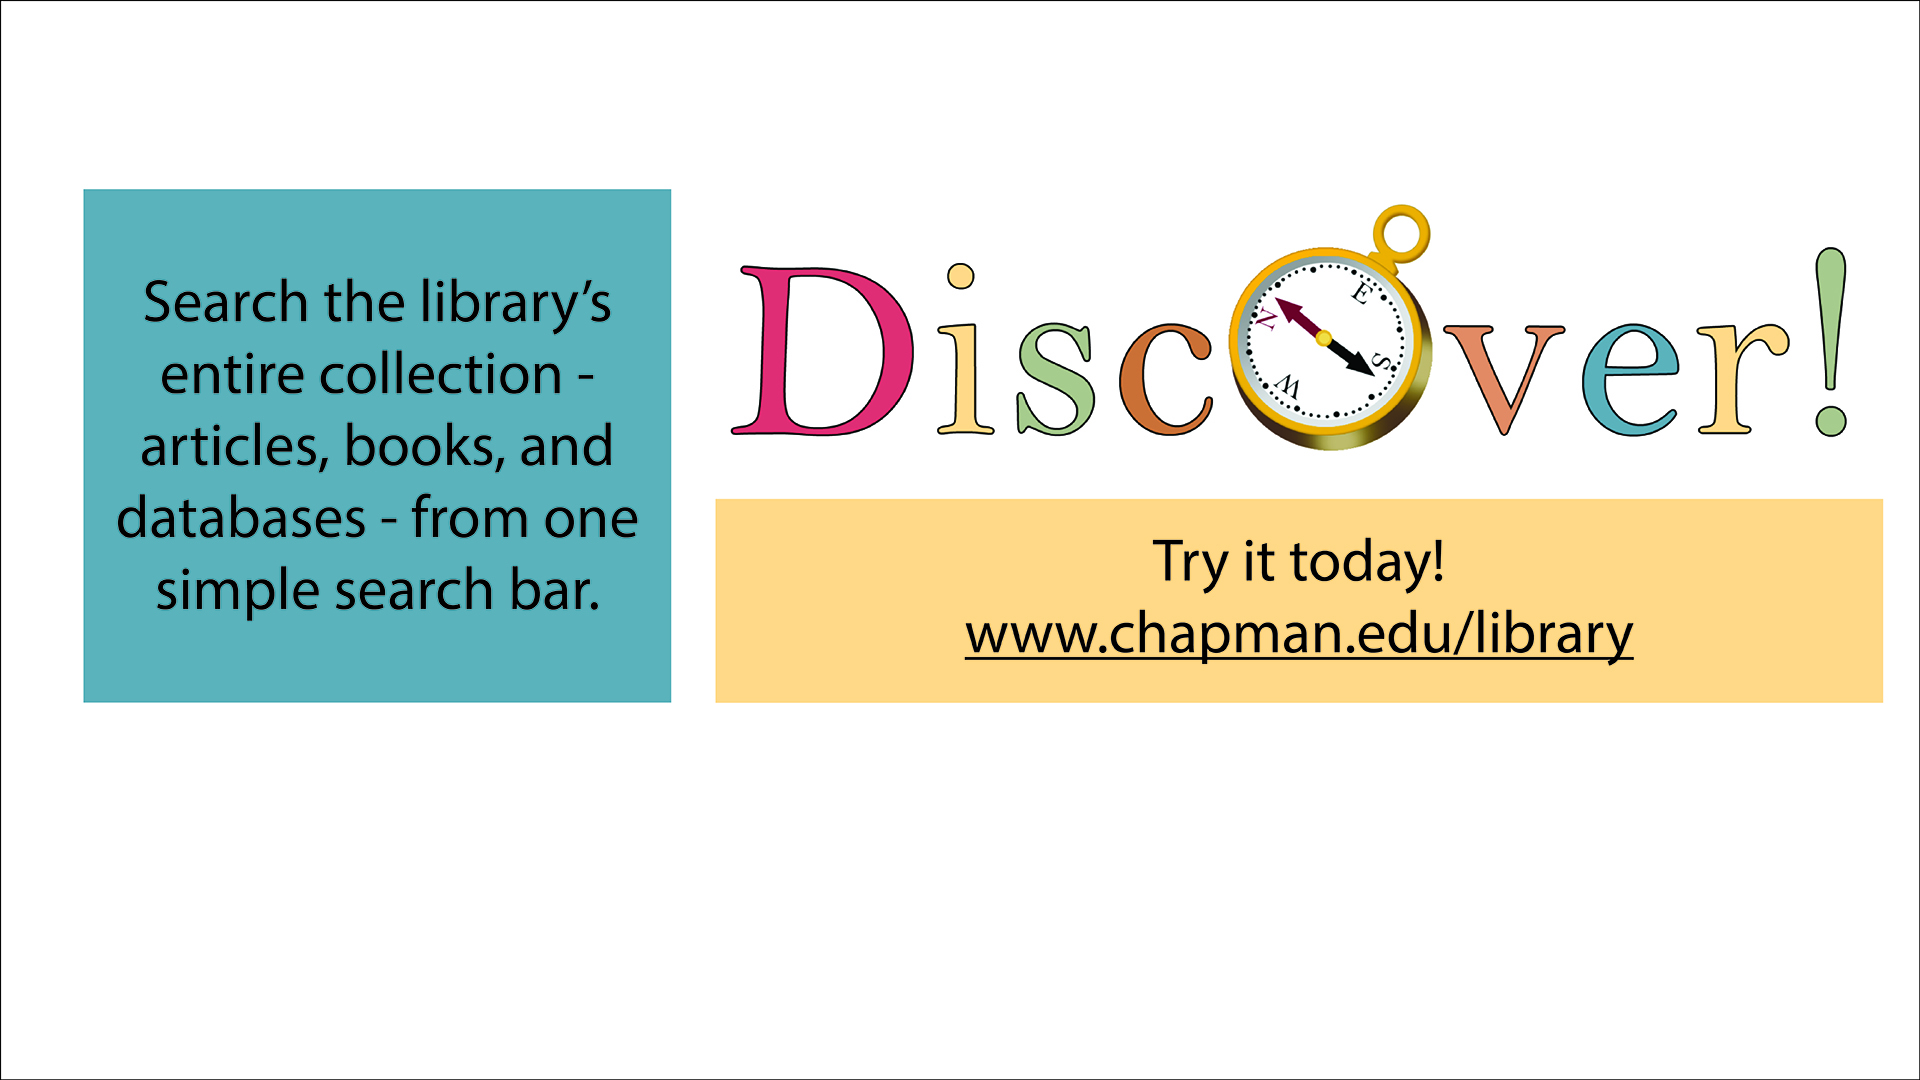 Search the library’s
entire collection -
articles, books, and
databases - from one
simple search bar.
Discover!
N
E
S
W
Try it today!
www.chapman.edu/library